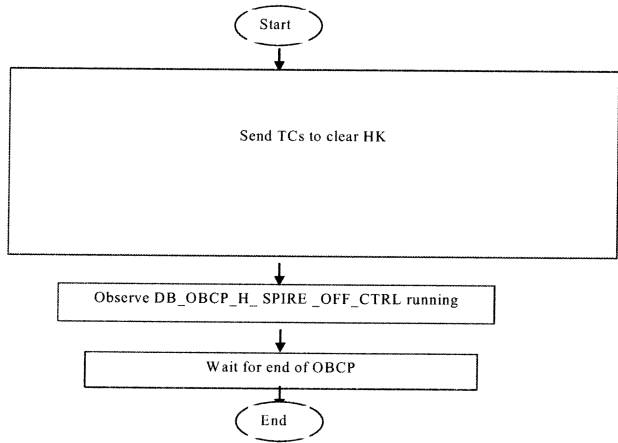 Start
Send TCs to clear HK
Observe DB_OBCP_H_ SPIRE _OFF_CTRL running
Wait for end of OBCP
End